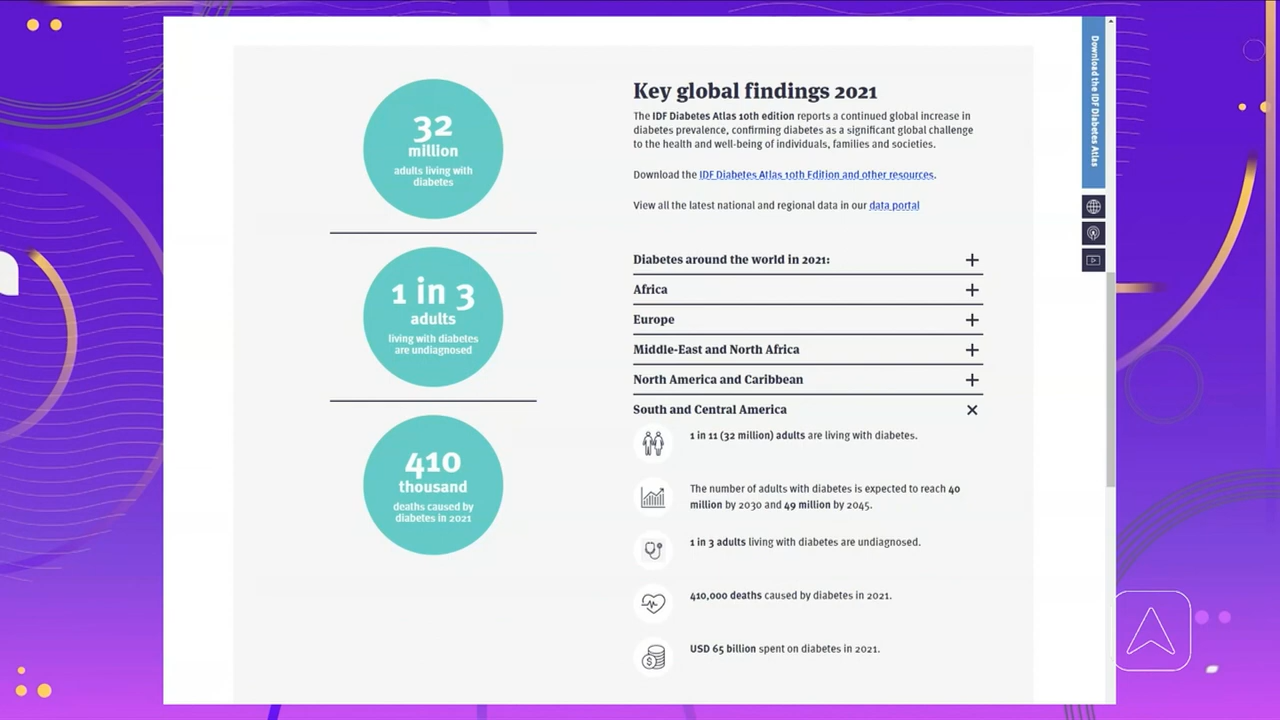 32
million
adults living with
diabetes
1 in 3
adults
living with diabetes
are undiagnosed
410
thousand
deaths caused by
diabetes in 2021
Key global findings 2021
The IDF Diabetes Atlas 10th edition reports a continued global increase in
diabetes prevalence, confirming diabetes as a significant global challenge
to the health and well-being of individuals, families and societies.
Download the IDF Diabetes Atlas 10th Edition and other resources.
View all the latest national and regional data in our data portal
Diabetes around the world in 2021:
Africa
Europe
Middle-East and North Africa
North America and Caribbean
South and Central America
1 in 11 (32 million) adults are living with diabetes.
The number of adults with diabetes is expected to reach 40
million by 2030 and 49 million by 2045.
1 in 3 adults living with diabetes are undiagnosed.
410,000 deaths caused by diabetes in 2021.
USD 65 billion spent on diabetes in 2021.
Download the IDF Diabetes Atlas